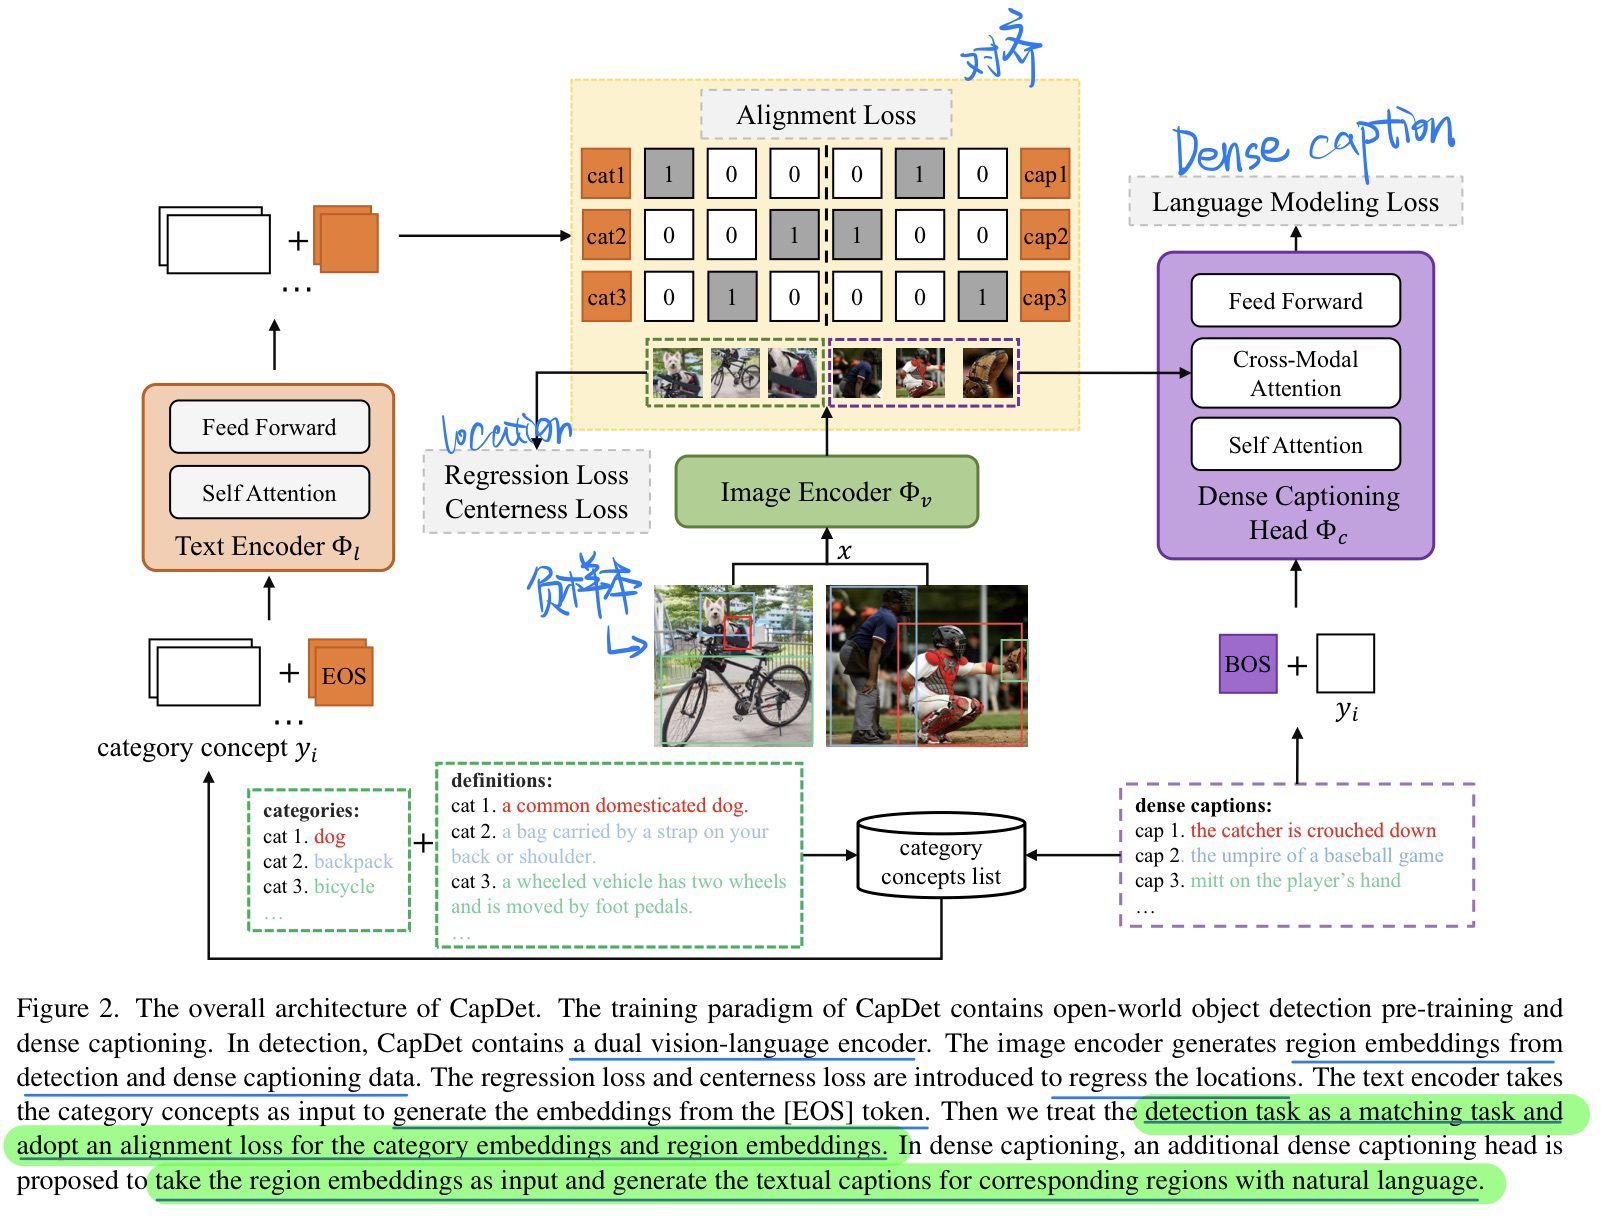 对齐
Alignment Loss
Dense caption
cat1 1 0 0 0 1 0 cap1
Language Modeling Loss
cat2 0 0 1 1 0 0 cap2
+
...
cat3 0 1 0 0 0 1 cap3
Feed Forward
Cross-Modal
Attention
Self Attention
Dense Captioning
Head Φc
Feed Forward
Self Attention
Text Encoder Φl
location
Regression Loss
Centerness Loss
Image Encoder Φv
x
负样本
+ EOS
...
category concept yi
BOS +
yi
categories:
cat 1. dog
cat 2. backpack
cat 3. bicycle
...
+
definitions:
cat 1. a common domesticated dog.
cat 2. a bag carried by a strap on your
back or shoulder.
cat 3. a wheeled vehicle has two wheels
and is moved by foot pedals.
...
category
concepts list
dense captions:
cap 1. the catcher is crouched down
cap 2. the umpire of a baseball game
cap 3. mitt on the player's hand
...
Figure 2. The overall architecture of CapDet. The training paradigm of CapDet contains open-world object detection pre-training and
dense captioning. In detection, CapDet contains a dual vision-language encoder. The image encoder generates region embeddings from
detection and dense captioning data. The regression loss and centerness loss are introduced to regress the locations. The text encoder takes
the category concepts as input to generate the embeddings from the [EOS] token. Then we treat the detection task as a matching task and
adopt an alignment loss for the category embeddings and region embeddings. In dense captioning, an additional dense captioning head is
proposed to take the region embeddings as input and generate the textual captions for corresponding regions with natural language.